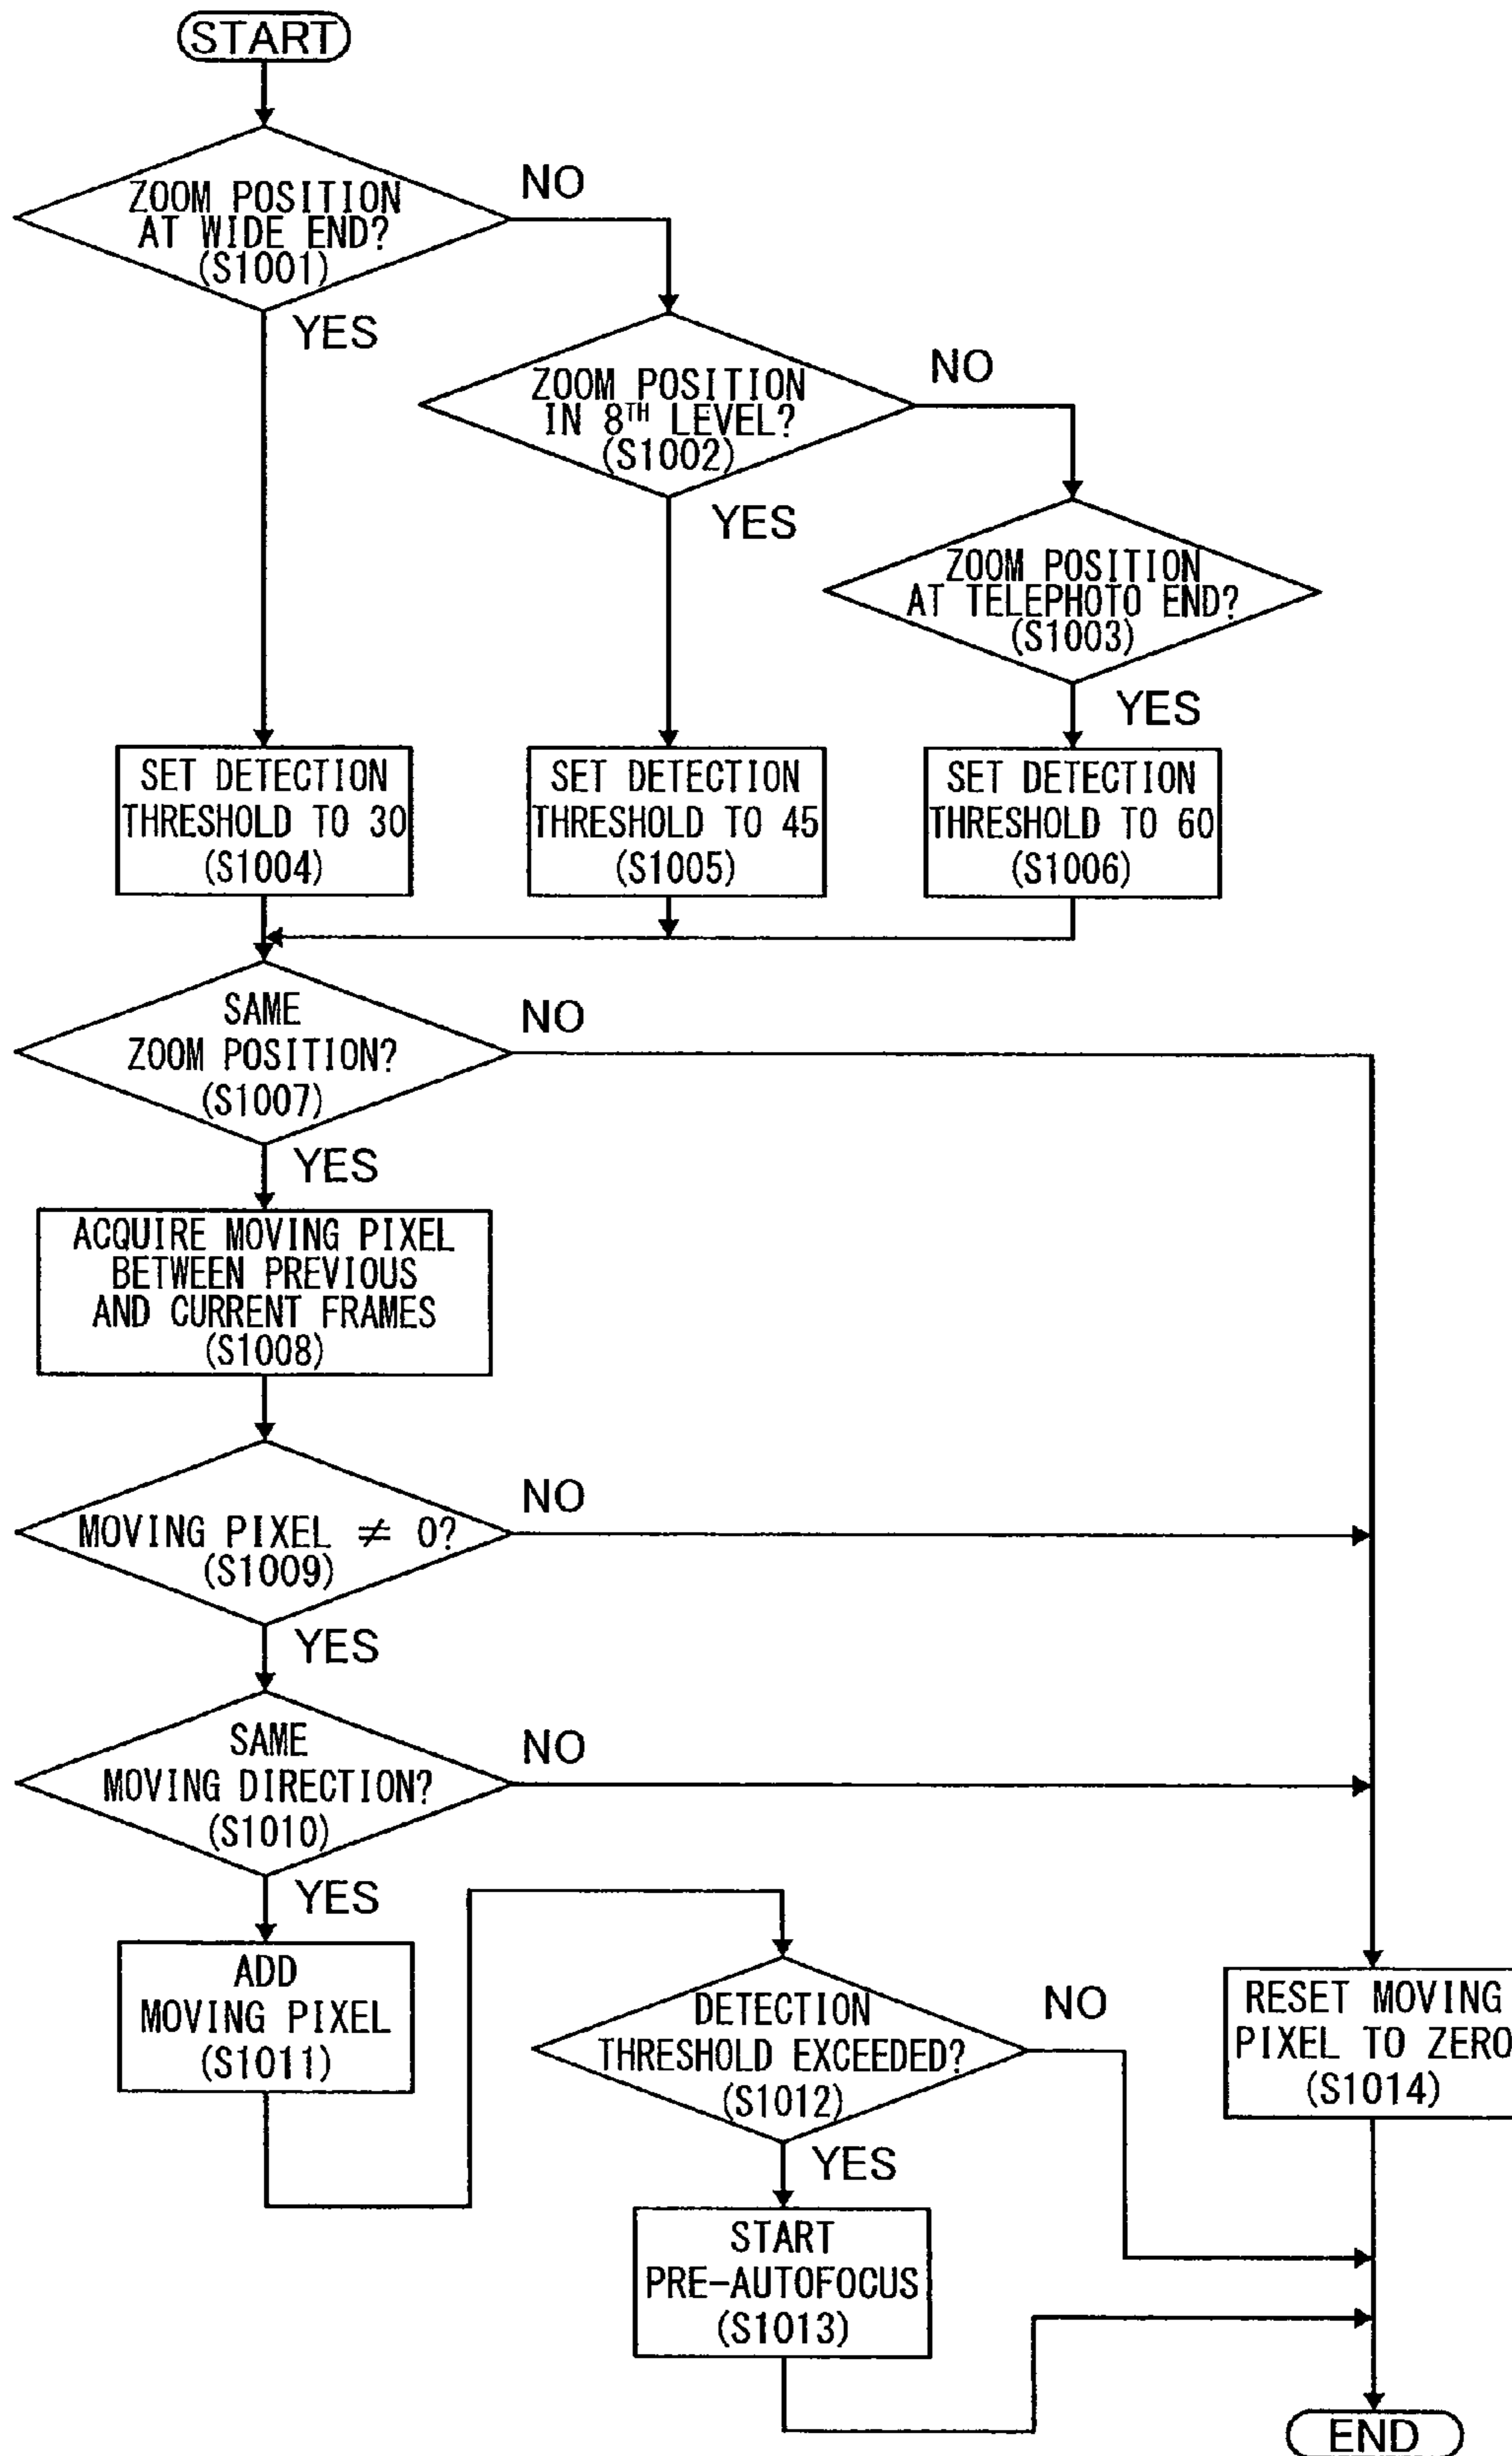 START
ZOOM POSITION
AT WIDE END?
(S1001)
NO
YES
ZOOM POSITION
IN 8TH LEVEL?
(S1002)
NO
YES
ZOOM POSITION
AT TELEPHOTO END?
(S1003)
YES
SET DETECTION
THRESHOLD TO 30
(S1004)
SET DETECTION
THRESHOLD TO 45
(S1005)
SET DETECTION
THRESHOLD TO 60
(S1006)
SAME
ZOOM POSITION?
(S1007)
NO
YES
ACQUIRE MOVING PIXEL
BETWEEN PREVIOUS
AND CURRENT FRAMES
(S1008)
MOVING PIXEL ≠ 0?
(S1009)
NO
YES
SAME
MOVING DIRECTION?
(S1010)
NO
YES
ADD
MOVING PIXEL
(S1011)
DETECTION
THRESHOLD EXCEEDED?
(S1012)
NO
YES
START
PRE-AUTOFOCUS
(S1013)
RESET MOVING
PIXEL TO ZERO
(S1014)
END